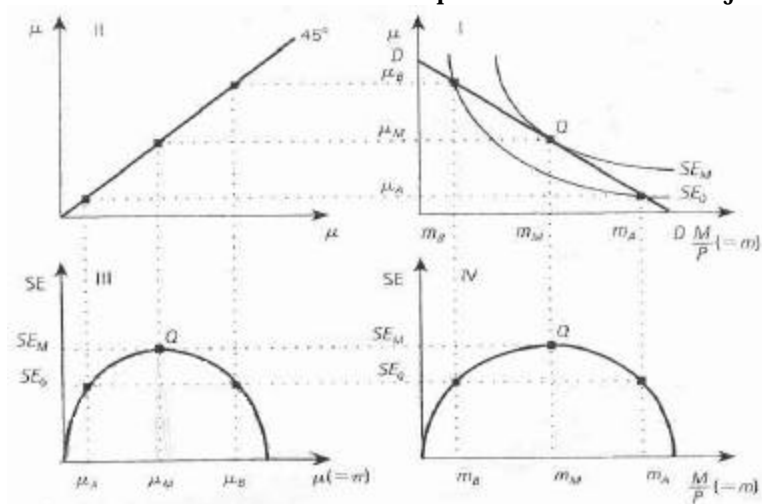 μ II 45° μ I
D
μ_B
μ_M Q
μ_A SE_M
SE_0
μ m_B m_M m_A D M/P (= m)
SE III SE IV
SE_M Q SE_M Q
SE_0 SE_0
μ_A μ_M μ_B μ(=π) m_B m_M m_A M/P (= m)